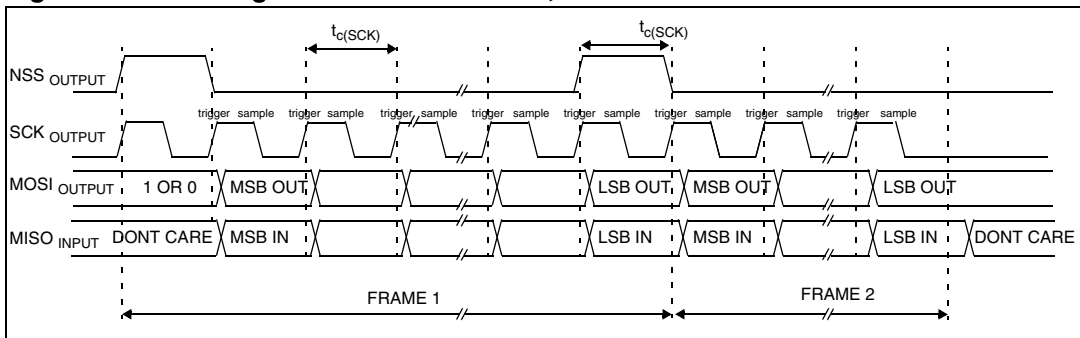 t c(SCK) t c(SCK)
NSS OUTPUT
trigger sample trigger sample trigger sample trigger sample trigger sample trigger sample trigger sample trigger sample
SCK OUTPUT
MOSI OUTPUT 1 OR 0 MSB OUT LSB OUT MSB OUT LSB OUT
MISO INPUT DONT CARE MSB IN LSB IN MSB IN LSB IN DONT CARE
FRAME 1 FRAME 2